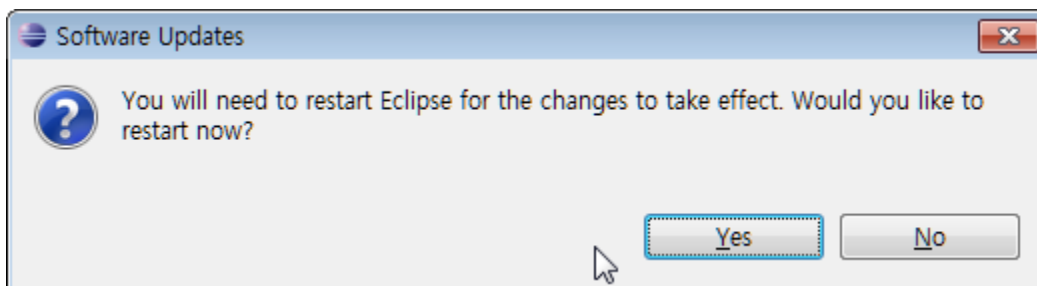 Software Updates
You will need to restart Eclipse for the changes to take effect. Would you like to
restart now?
Yes No